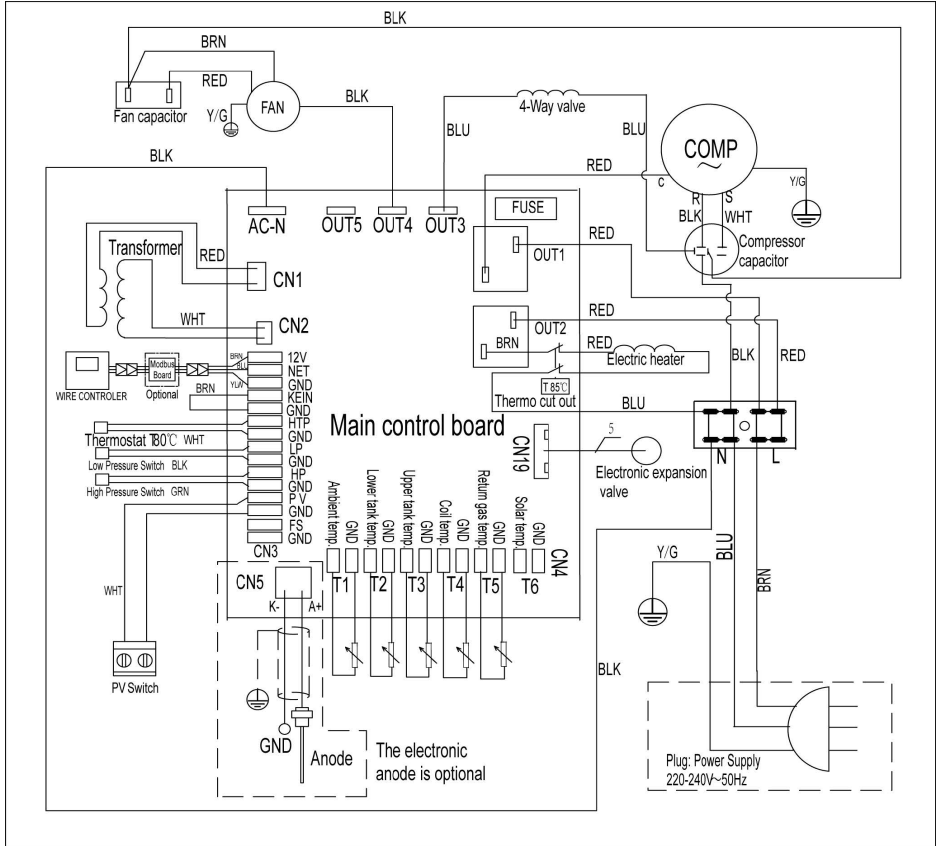 BLK
BRN
RED
Fan capacitor
Y/G
FAN
BLK
4-Way valve
BLU
BLU
COMP
~
RED
C
Y/G
R
S
BLK
WHT
Compressor
capacitor
BLK
AC-N
OUT5
OUT4
OUT3
FUSE
OUT1
RED
Transformer
RED
CN1
WHT
CN2
RED
OUT2
BRN
RED
Electric heater
T 85℃
Thermo cut out
BLU
BLK
RED
WIRE CONTROLER
Modbus
Board
Optional
BRN
BLU
YLW
BRN
12V
NET
GND
KEIN
GND
HTP
GND
LP
GND
HP
GND
P V
GND
FS
GND
CN3
Thermostat T80℃ WHT
Low Pressure Switch BLK
High Pressure Switch GRN
Main control board
CN19
5
Electronic expansion
valve
N
L
Ambient temp.
GND
Lower tank temp.
GND
Upper tank temp.
GND
Coil temp.
GND
Return gas temp.
GND
Solar temp.
GND
CN4
T1
T2
T3
T4
T5
T6
CN5
K-
A+
WHT
PV Switch
GND
Anode
The electronic
anode is optional
Y/G
BLU
BRN
BLK
Plug: Power Supply
220-240V~50Hz